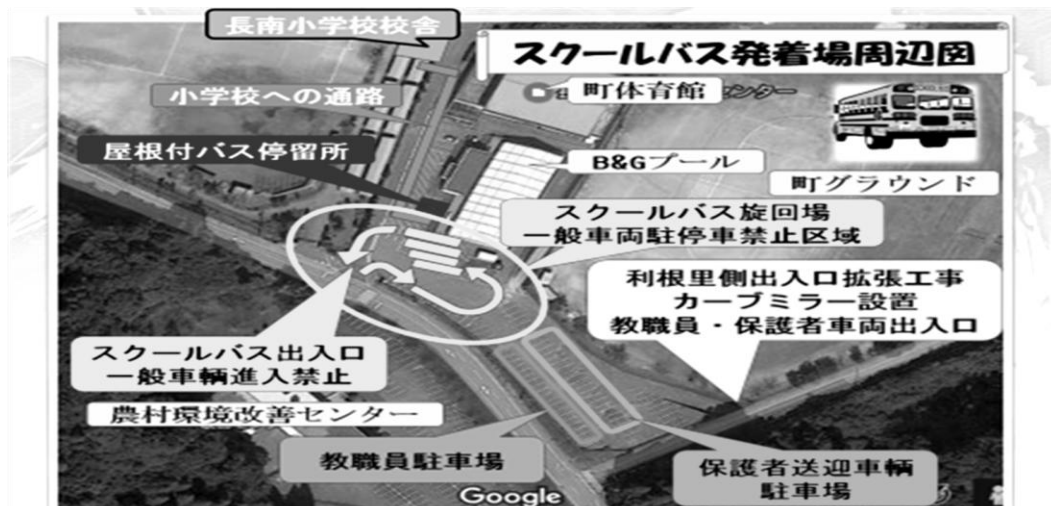 長南小学校校舎
スクールバス発着場周辺図
小学校への通路
町体育館
ンター
屋根付バス停留所
B&Gプール
町グラウンド
スクールバス旋回場
一般車両駐停車禁止区域
利根里側出入口拡張工事
カーブミラー設置
教職員・保護者車両出入口
スクールバス出入口
一般車輌進入禁止
農村環境改善センター
教職員駐車場
保護者送迎車輌
駐車場
Google